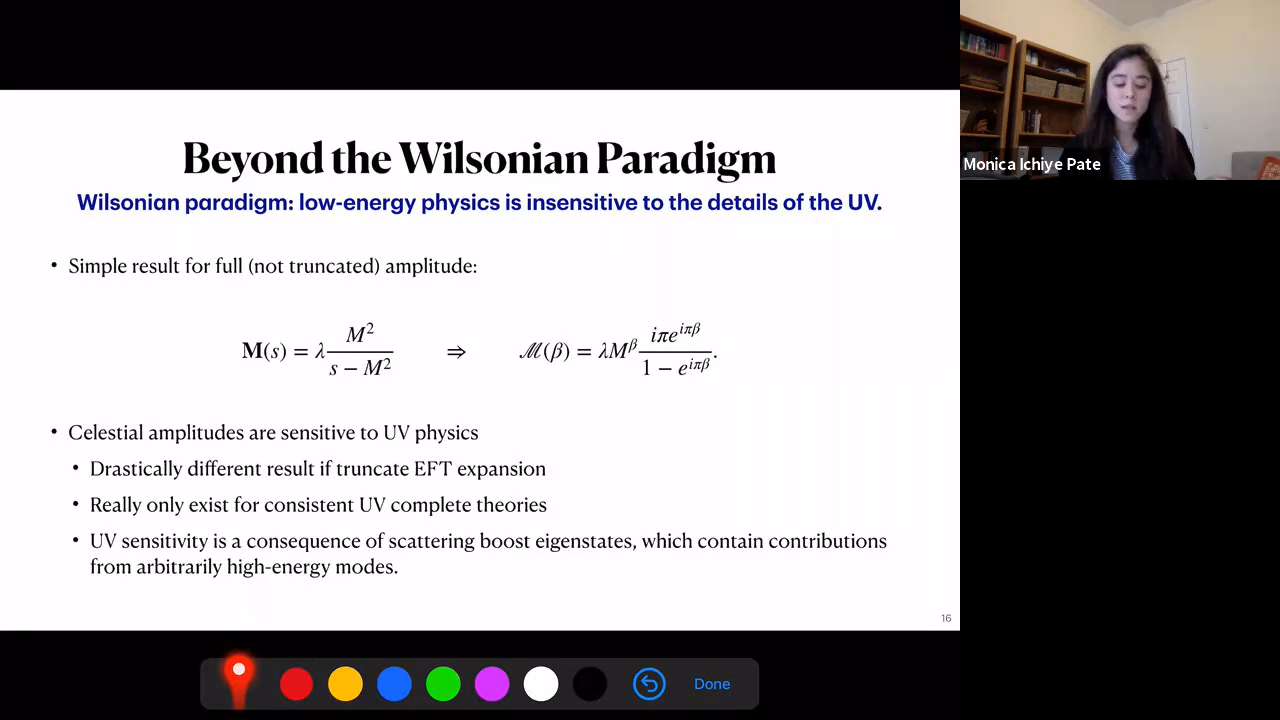 Beyond the Wilsonian Paradigm
Wilsonian paradigm: low-energy physics is insensitive to the details of the UV.
• Simple result for full (not truncated) amplitude:
M(s) = λ M² / (s − M²) ⇒ ℳ(β) = λM^β iπe^{iπβ} / (1 − e^{iπβ}).
• Celestial amplitudes are sensitive to UV physics
• Drastically different result if truncate EFT expansion
• Really only exist for consistent UV complete theories
• UV sensitivity is a consequence of scattering boost eigenstates, which contain contributions
from arbitrarily high-energy modes.
16
Monica Ichiye Pate
Done